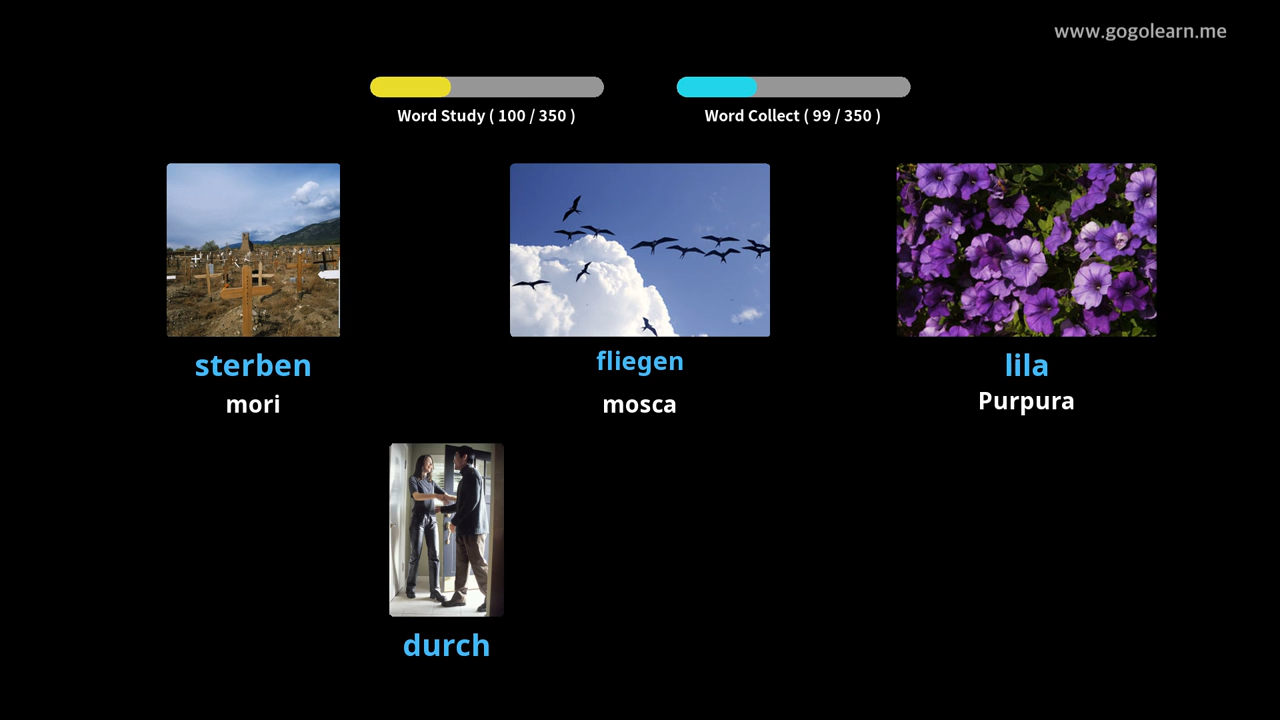 www.gogolearn.me
Word Study ( 100 / 350 )
Word Collect ( 99 / 350 )
sterben
fliegen
lila
mori
mosca
Purpura
durch